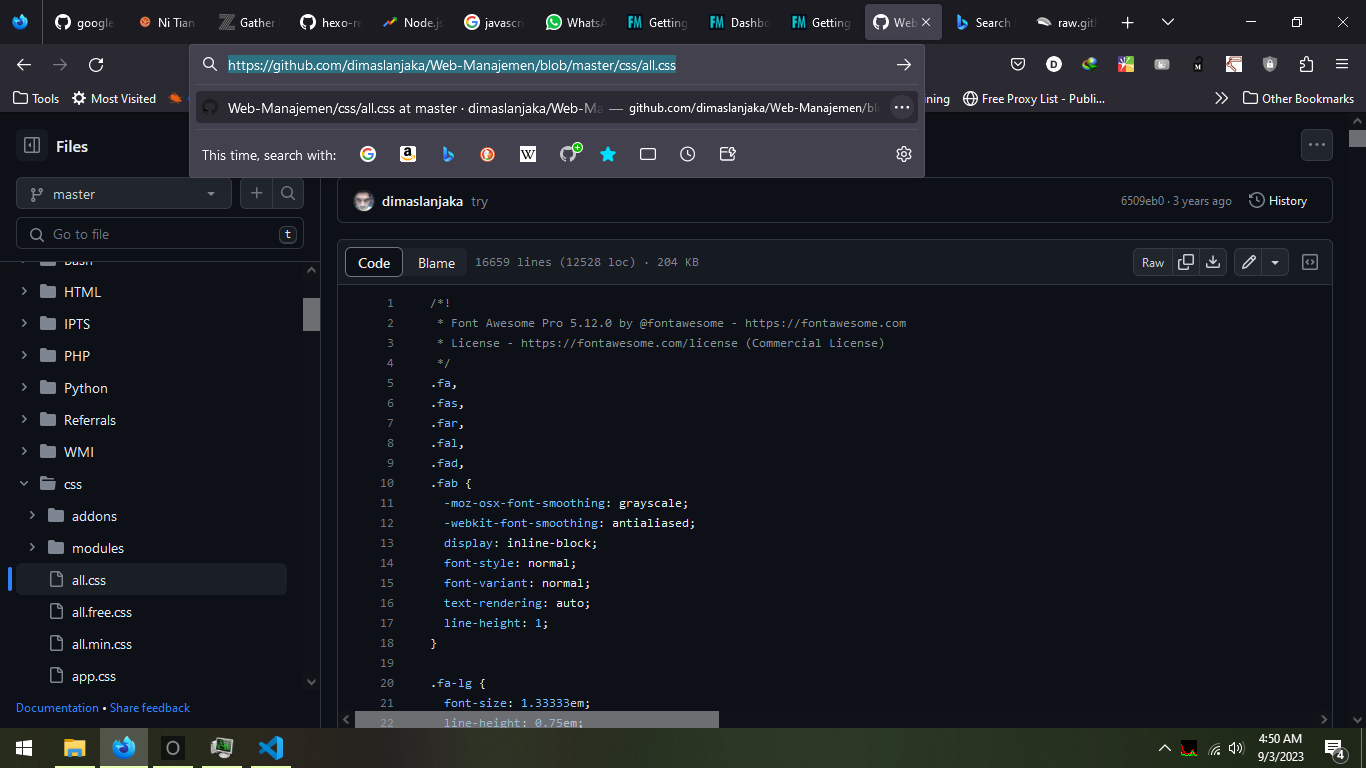 google
Ni Tian
Gather
hexo-re
Node.js
javascri
WhatsA
Getting
Dashbo
Getting
Web
Search
raw.git
https://github.com/dimaslanjaka/Web-Manajemen/blob/master/css/all.css
Tools
Most Visited
Web-Manajemen/css/all.css at master · dimaslanjaka/Web-Ma — github.com/dimaslanjaka/Web-Manajemen/bl
ining
Free Proxy List - Publi...
Other Bookmarks
This time, search with:
Files
master
Go to file
t
Bash
HTML
IPTS
PHP
Python
Referrals
WMI
css
addons
modules
all.css
all.free.css
all.min.css
app.css
Documentation • Share feedback
dimaslanjaka try
6509eb0 · 3 years ago
History
Code
Blame
16659 lines (12528 loc) · 204 KB
Raw
1 /*!
2 * Font Awesome Pro 5.12.0 by @fontawesome - https://fontawesome.com
3 * License - https://fontawesome.com/license (Commercial License)
4 */
5 .fa,
6 .fas,
7 .far,
8 .fal,
9 .fad,
10 .fab {
11 -moz-osx-font-smoothing: grayscale;
12 -webkit-font-smoothing: antialiased;
13 display: inline-block;
14 font-style: normal;
15 font-variant: normal;
16 text-rendering: auto;
17 line-height: 1;
18 }
19
20 .fa-lg {
21 font-size: 1.33333em;
22 line-height: 0.75em;
4:50 AM
9/3/2023
4